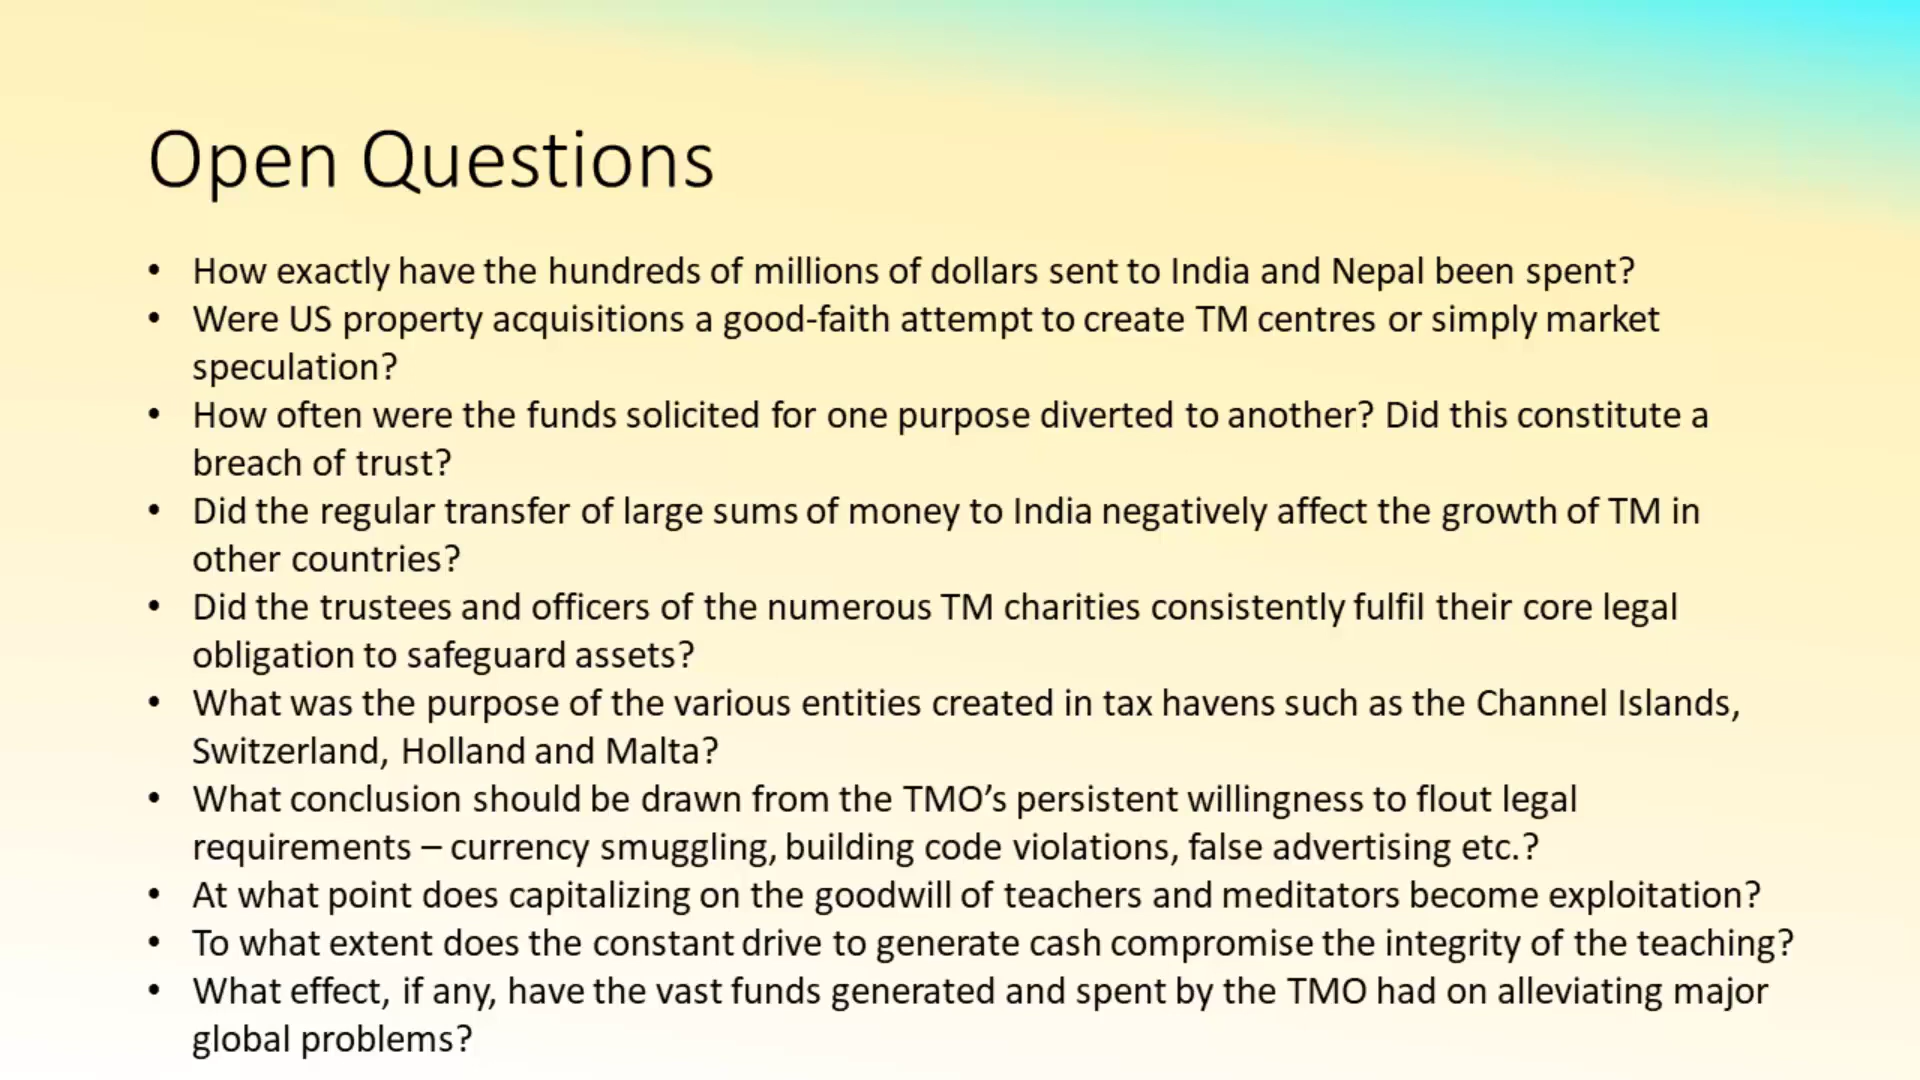 Open Questions
• How exactly have the hundreds of millions of dollars sent to India and Nepal been spent?
• Were US property acquisitions a good-faith attempt to create TM centres or simply market
speculation?
• How often were the funds solicited for one purpose diverted to another? Did this constitute a
breach of trust?
• Did the regular transfer of large sums of money to India negatively affect the growth of TM in
other countries?
• Did the trustees and officers of the numerous TM charities consistently fulfil their core legal
obligation to safeguard assets?
• What was the purpose of the various entities created in tax havens such as the Channel Islands,
Switzerland, Holland and Malta?
• What conclusion should be drawn from the TMO’s persistent willingness to flout legal
requirements – currency smuggling, building code violations, false advertising etc.?
• At what point does capitalizing on the goodwill of teachers and meditators become exploitation?
• To what extent does the constant drive to generate cash compromise the integrity of the teaching?
• What effect, if any, have the vast funds generated and spent by the TMO had on alleviating major
global problems?